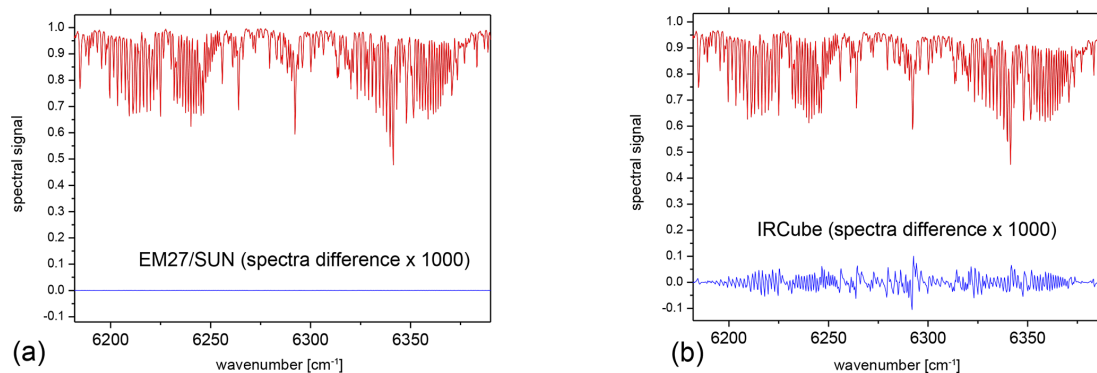 1.0
0.9
0.8
0.7
0.6
0.5
0.4
0.3
0.2
0.1
0.0
-0.1
spectral signal
EM27/SUN (spectra difference x 1000)
6200 6250 6300 6350
wavenumber [cm⁻¹]
(a)
1.0
0.9
0.8
0.7
0.6
0.5
0.4
0.3
0.2
0.1
0.0
-0.1
spectral signal
IRCube (spectra difference x 1000)
6200 6250 6300 6350
wavenumber [cm⁻¹]
(b)